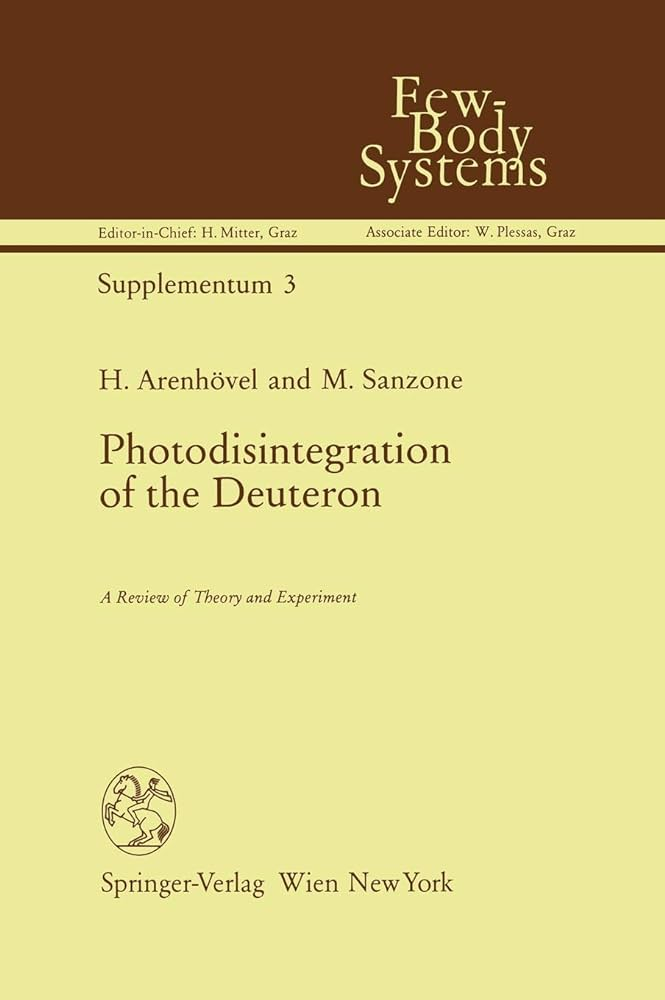 Few-
Body
Systems
Editor-in-Chief: H. Mitter, Graz
Associate Editor: W. Plessas, Graz
Supplementum 3
H. Arenhövel and M. Sanzone
Photodisintegration
of the Deuteron
A Review of Theory and Experiment
Springer-Verlag Wien New York